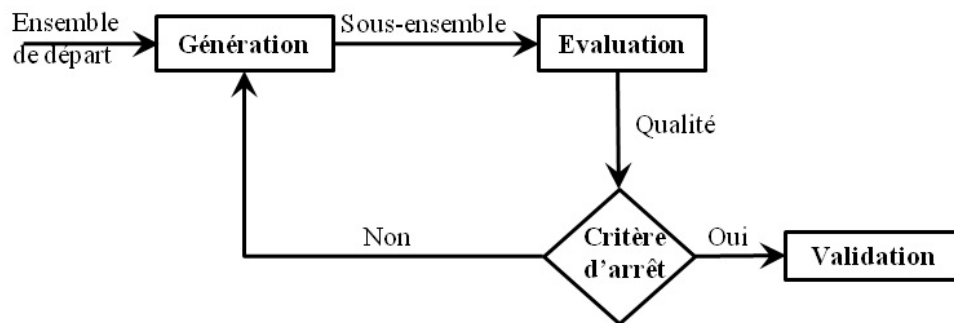 Ensemble
de départ
Génération
Sous-ensemble
Evaluation
Qualité
Critère
d'arrêt
Non
Oui
Validation